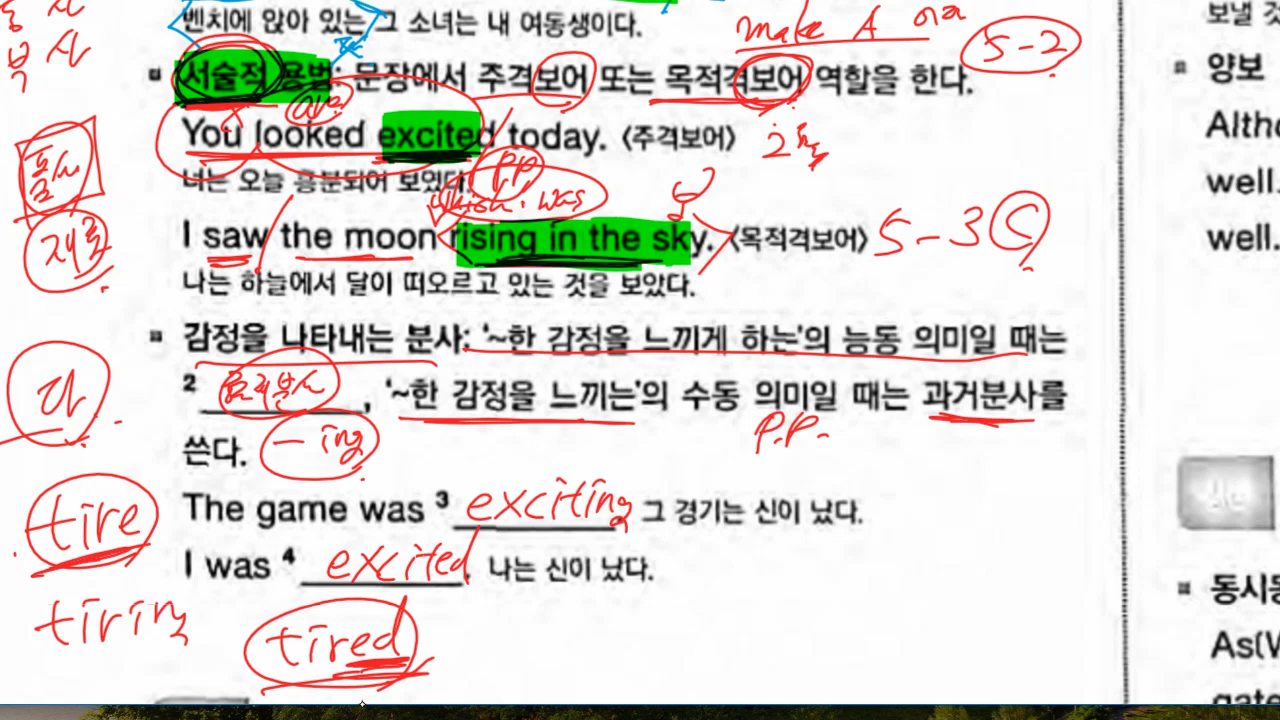 벤치에 앉아 있는 그 소녀는 내 여동생이다.
make A
5-2
서술적 용법: 문장에서 주격보어 또는 목적격보어 역할을 한다.
You looked excited today. <주격보어>
너는 오늘 흥분되어 보였다.
pp
which was
품사
재료
I saw the moon rising in the sky. <목적격보어>
5-3
나는 하늘에서 달이 떠오르고 있는 것을 보았다.
감정을 나타내는 분사: '~한 감정을 느끼게 하는'의 능동 의미일 때는
2 현재분사, '~한 감정을 느끼는'의 수동 의미일 때는 과거분사를
P.P.
쓴다. -ing
The game was 3 exciting 그 경기는 신이 났다.
I was 4 excited. 나는 신이 났다.
tire
tiring
tired
보낼
양보
well.
well.
동시동
As(W